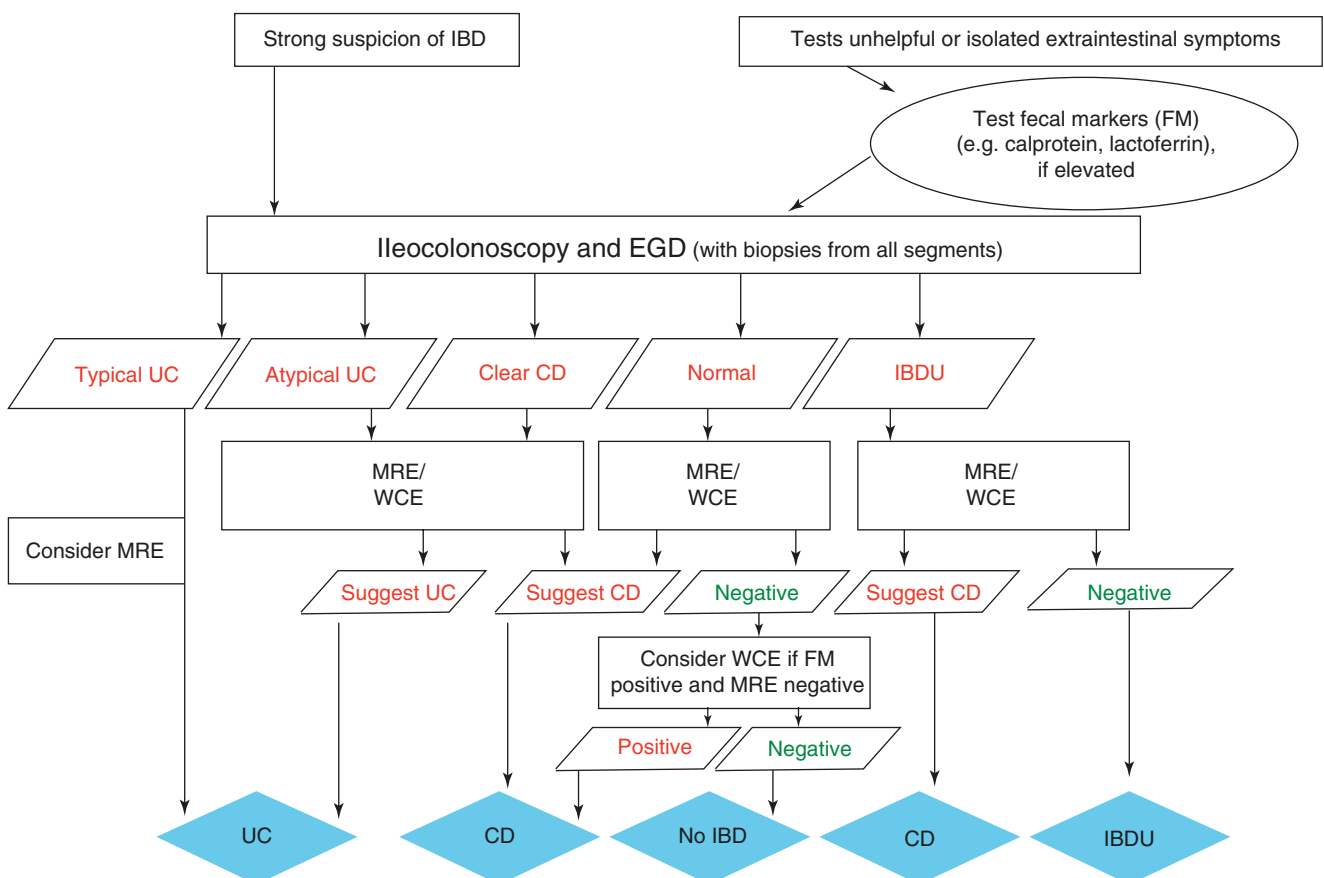 Strong suspicion of IBD
Tests unhelpful or isolated extraintestinal symptoms
Test fecal markers (FM)
(e.g. calprotein, lactoferrin),
if elevated
Ileocolonoscopy and EGD (with biopsies from all segments)
Typical UC
Atypical UC
Clear CD
Normal
IBDU
MRE/
WCE
MRE/
WCE
MRE/
WCE
Consider MRE
Suggest UC
Suggest CD
Negative
Suggest CD
Negative
Consider WCE if FM
positive and MRE negative
Positive
Negative
UC
CD
No IBD
CD
IBDU